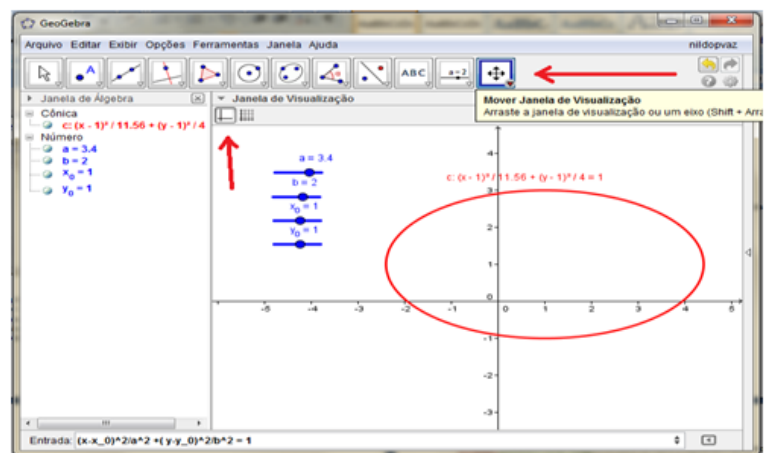 GeoGebra
Arquivo Editar Exibir Opções Ferramentas Janela Ajuda
nildopvaz
ABC
a=2
Janela de Álgebra
Janela de Visualização
Mover Janela de Visualização
Arraste a janela de visualização ou um eixo (Shift + Arra
Cônica
c: (x - 1)² / 11.56 + (y - 1)² / 4
Número
a = 3.4
b = 2
x₀ = 1
y₀ = 1
a = 3.4
b = 2
x₀ = 1
y₀ = 1
c: (x - 1)² / 11.56 + (y - 1)² / 4 = 1
4
3
2
1
0
-5 -4 -3 -2 -1 0 1 2 3 4 5
-1
-2
-3
Entrada: (x-x_0)^2/a^2 +( y-y_0)^2/b^2 = 1